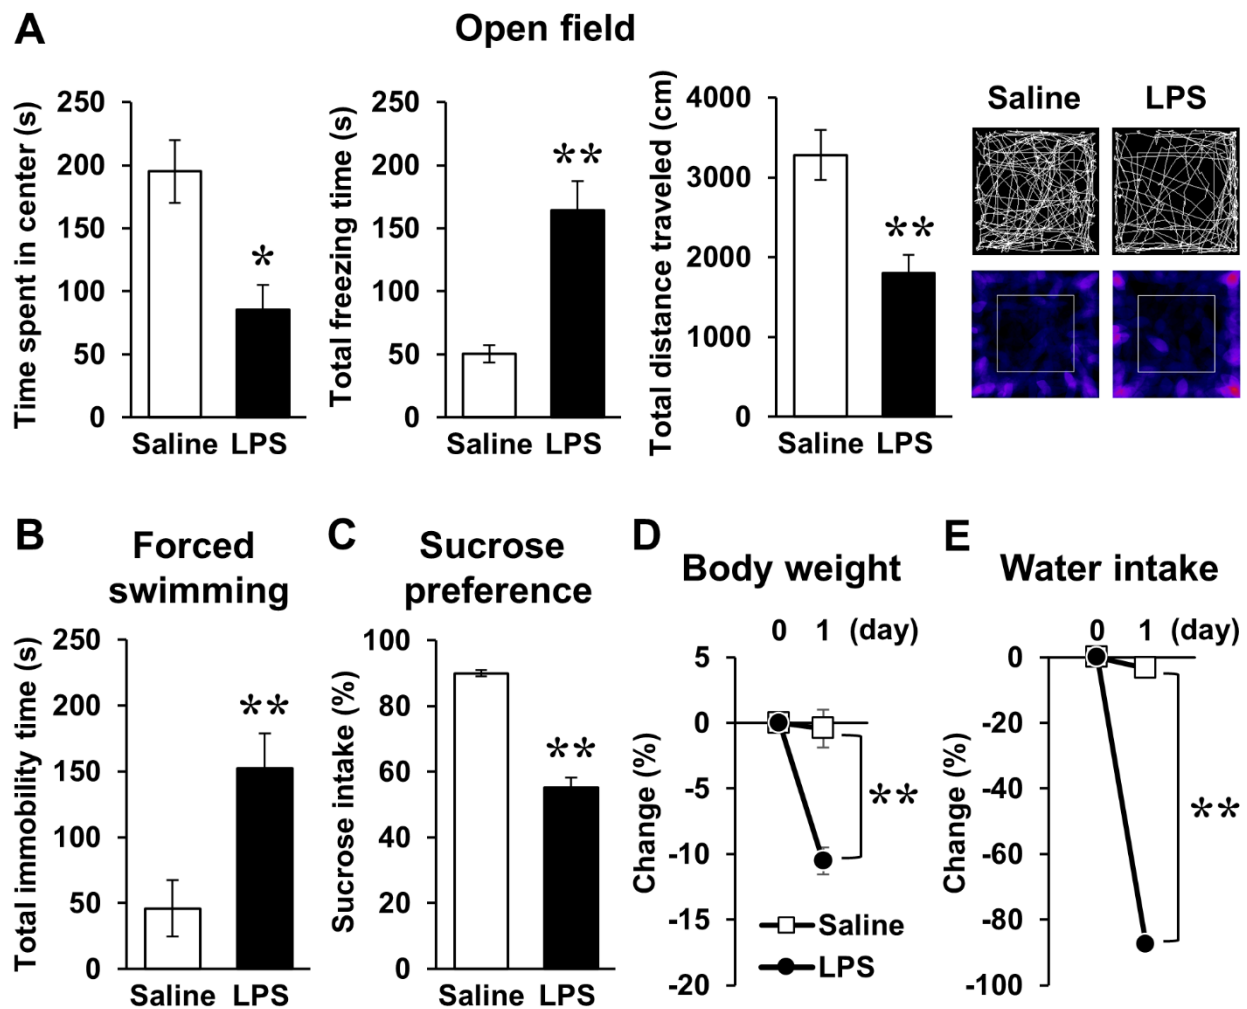 A
Open field
Time spent in center (s)
250
200
150
100
50
0
*
Saline LPS
Total freezing time (s)
250
200
150
100
50
0
**
Saline LPS
Total distance traveled (cm)
4000
3000
2000
1000
0
**
Saline LPS
Saline LPS
B
Forced
swimming
Total immobility time (s)
250
200
150
100
50
0
**
Saline LPS
C
Sucrose
preference
Sucrose intake (%)
100
80
60
40
20
0
**
Saline LPS
D
Body weight
0 1 (day)
Change (%)
5
0
-5
-10
-15
-20
**
Saline
LPS
E
Water intake
0 1 (day)
Change (%)
0
-20
-40
-60
-80
-100
**